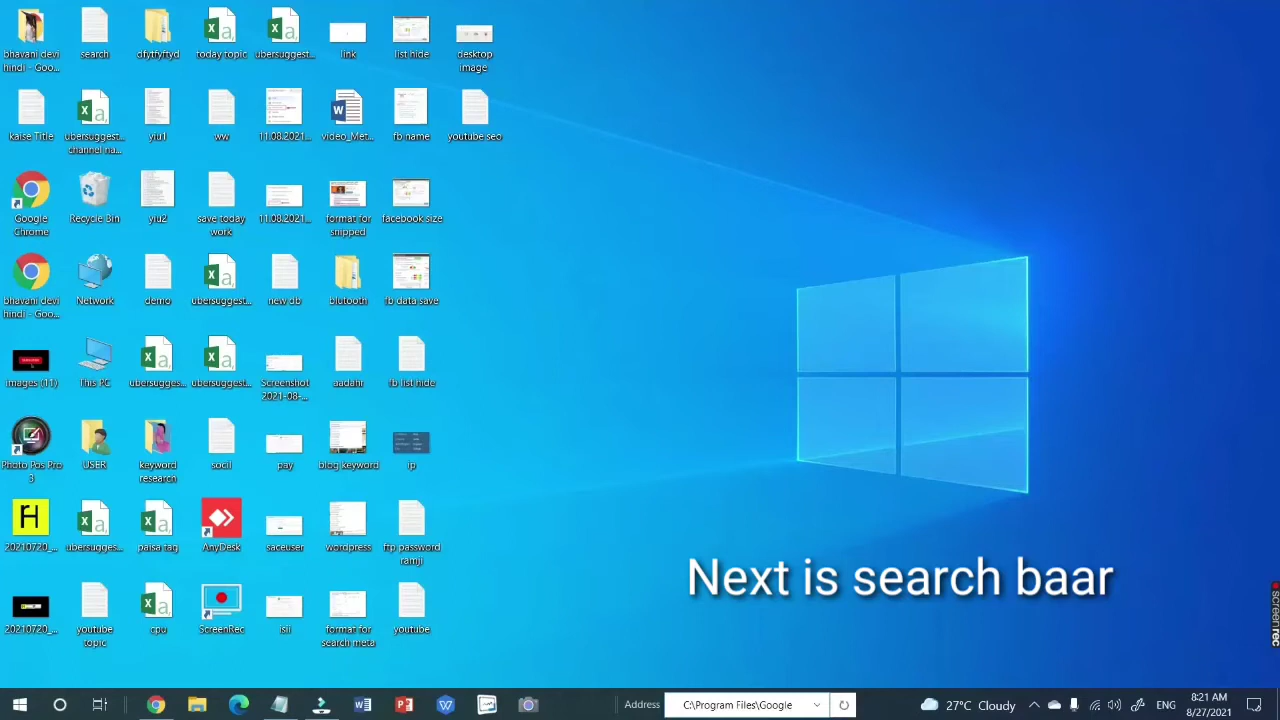 bhavani devi
hindi - Goo...
search
dfytfyftyd
today topic
ubersuggest...
link
list hide
desktop
image
kaise Title
ubersuggest...
channel na...
yiu1
ww
11.08.2021...
video_Met...
fb name
youtube seo
Google
Chrome
Recycle Bin
yiu2
save today
work
11.08.2021...
format for
snipped
facebook size
bhavani devi
hindi - Goo...
Network
demo
ubersuggest...
new db
blutooth
fb data save
images (11)
This PC
ubersugges...
ubersugges...
Screenshot
2021-08-...
aadahr
fb list hide
Photo Pos Pro
3
USER
keyword
research
socil
pay
blog keyword
ip
20210720_...
ubersugges...
paisa tag
AnyDesk
saceuser
wordpress
ftp password
ramji
20210720_...
youtube
topic
cpu
ScreenRec
isii
format for
search meta
youtube
Next is search baar
screenrec
Address
C:\Program Files\Google
27°C Cloudy
ENG
8:21 AM
8/27/2021